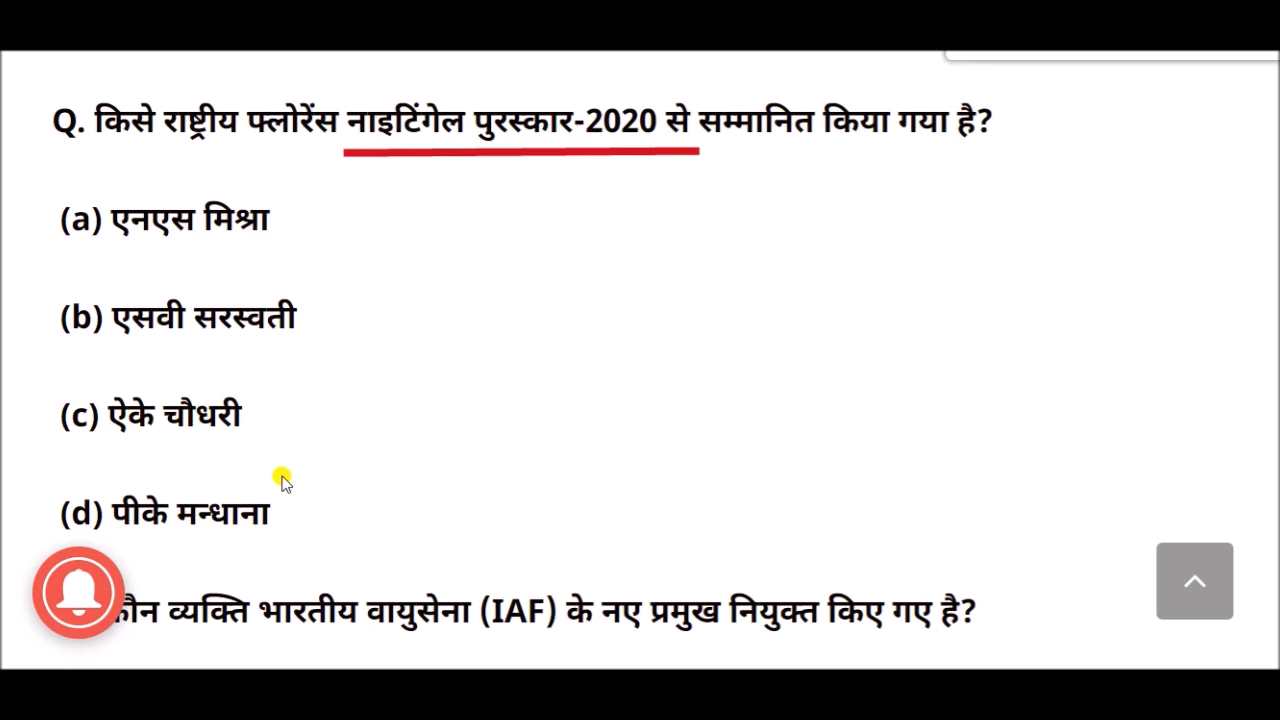 Q. किसे राष्ट्रीय फ्लोरेंस नाइटिंगेल पुरस्कार-2020 से सम्मानित किया गया है?
(a) एनएस मिश्रा
(b) एसवी सरस्वती
(c) ऐके चौधरी
(d) पीके मन्धाना
कौन व्यक्ति भारतीय वायुसेना (IAF) के नए प्रमुख नियुक्त किए गए है?